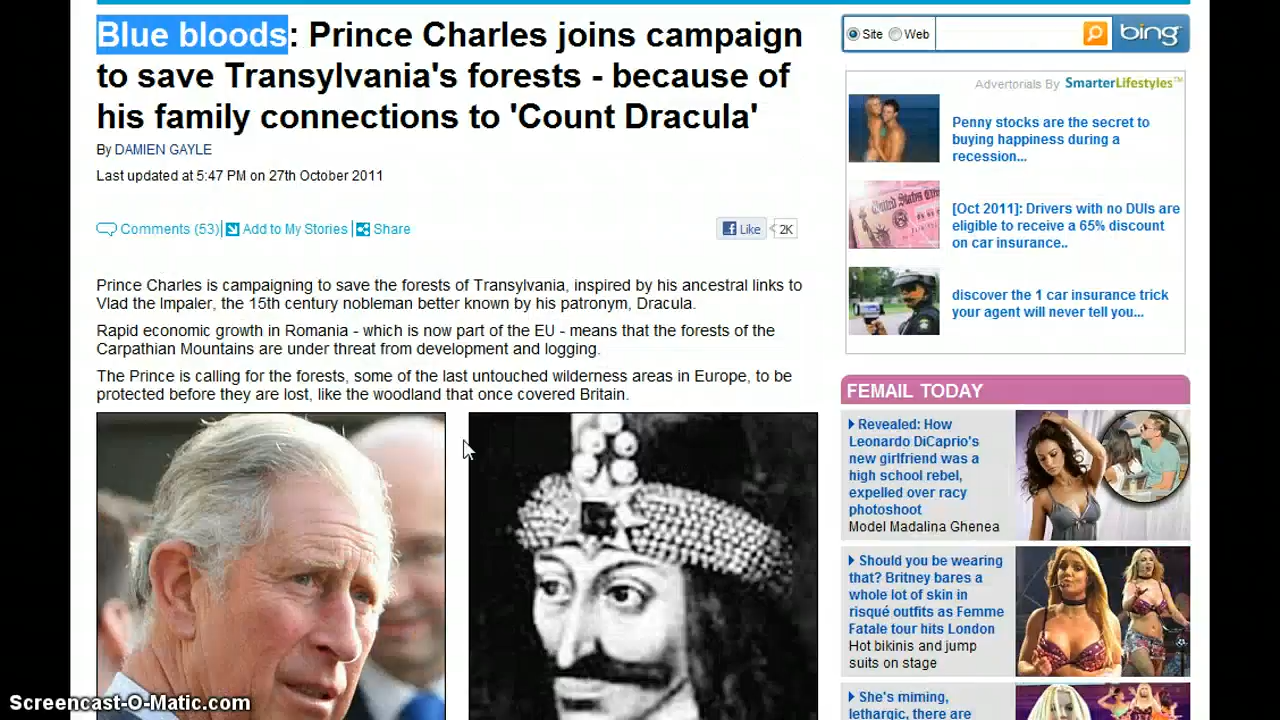 Blue bloods: Prince Charles joins campaign
to save Transylvania's forests - because of
his family connections to 'Count Dracula'
By DAMIEN GAYLE
Last updated at 5:47 PM on 27th October 2011
Comments (53)
Add to My Stories
Share
Like
2K
Prince Charles is campaigning to save the forests of Transylvania, inspired by his ancestral links to
Vlad the Impaler, the 15th century nobleman better known by his patronym, Dracula.
Rapid economic growth in Romania - which is now part of the EU - means that the forests of the
Carpathian Mountains are under threat from development and logging.
The Prince is calling for the forests, some of the last untouched wilderness areas in Europe, to be
protected before they are lost, like the woodland that once covered Britain.
Site Web
bing
Advertorials By SmarterLifestyles™
Penny stocks are the secret to
buying happiness during a
recession...
United States
[Oct 2011]: Drivers with no DUIs are
eligible to receive a 65% discount
on car insurance..
discover the 1 car insurance trick
your agent will never tell you...
FEMAIL TODAY
Revealed: How
Leonardo DiCaprio's
new girlfriend was a
high school rebel,
expelled over racy
photoshoot
Model Madalina Ghenea
Should you be wearing
that? Britney bares a
whole lot of skin in
risqué outfits as Femme
Fatale tour hits London
Hot bikinis and jump
suits on stage
She's miming,
lethargic, there are
Screencast-O-Matic.com